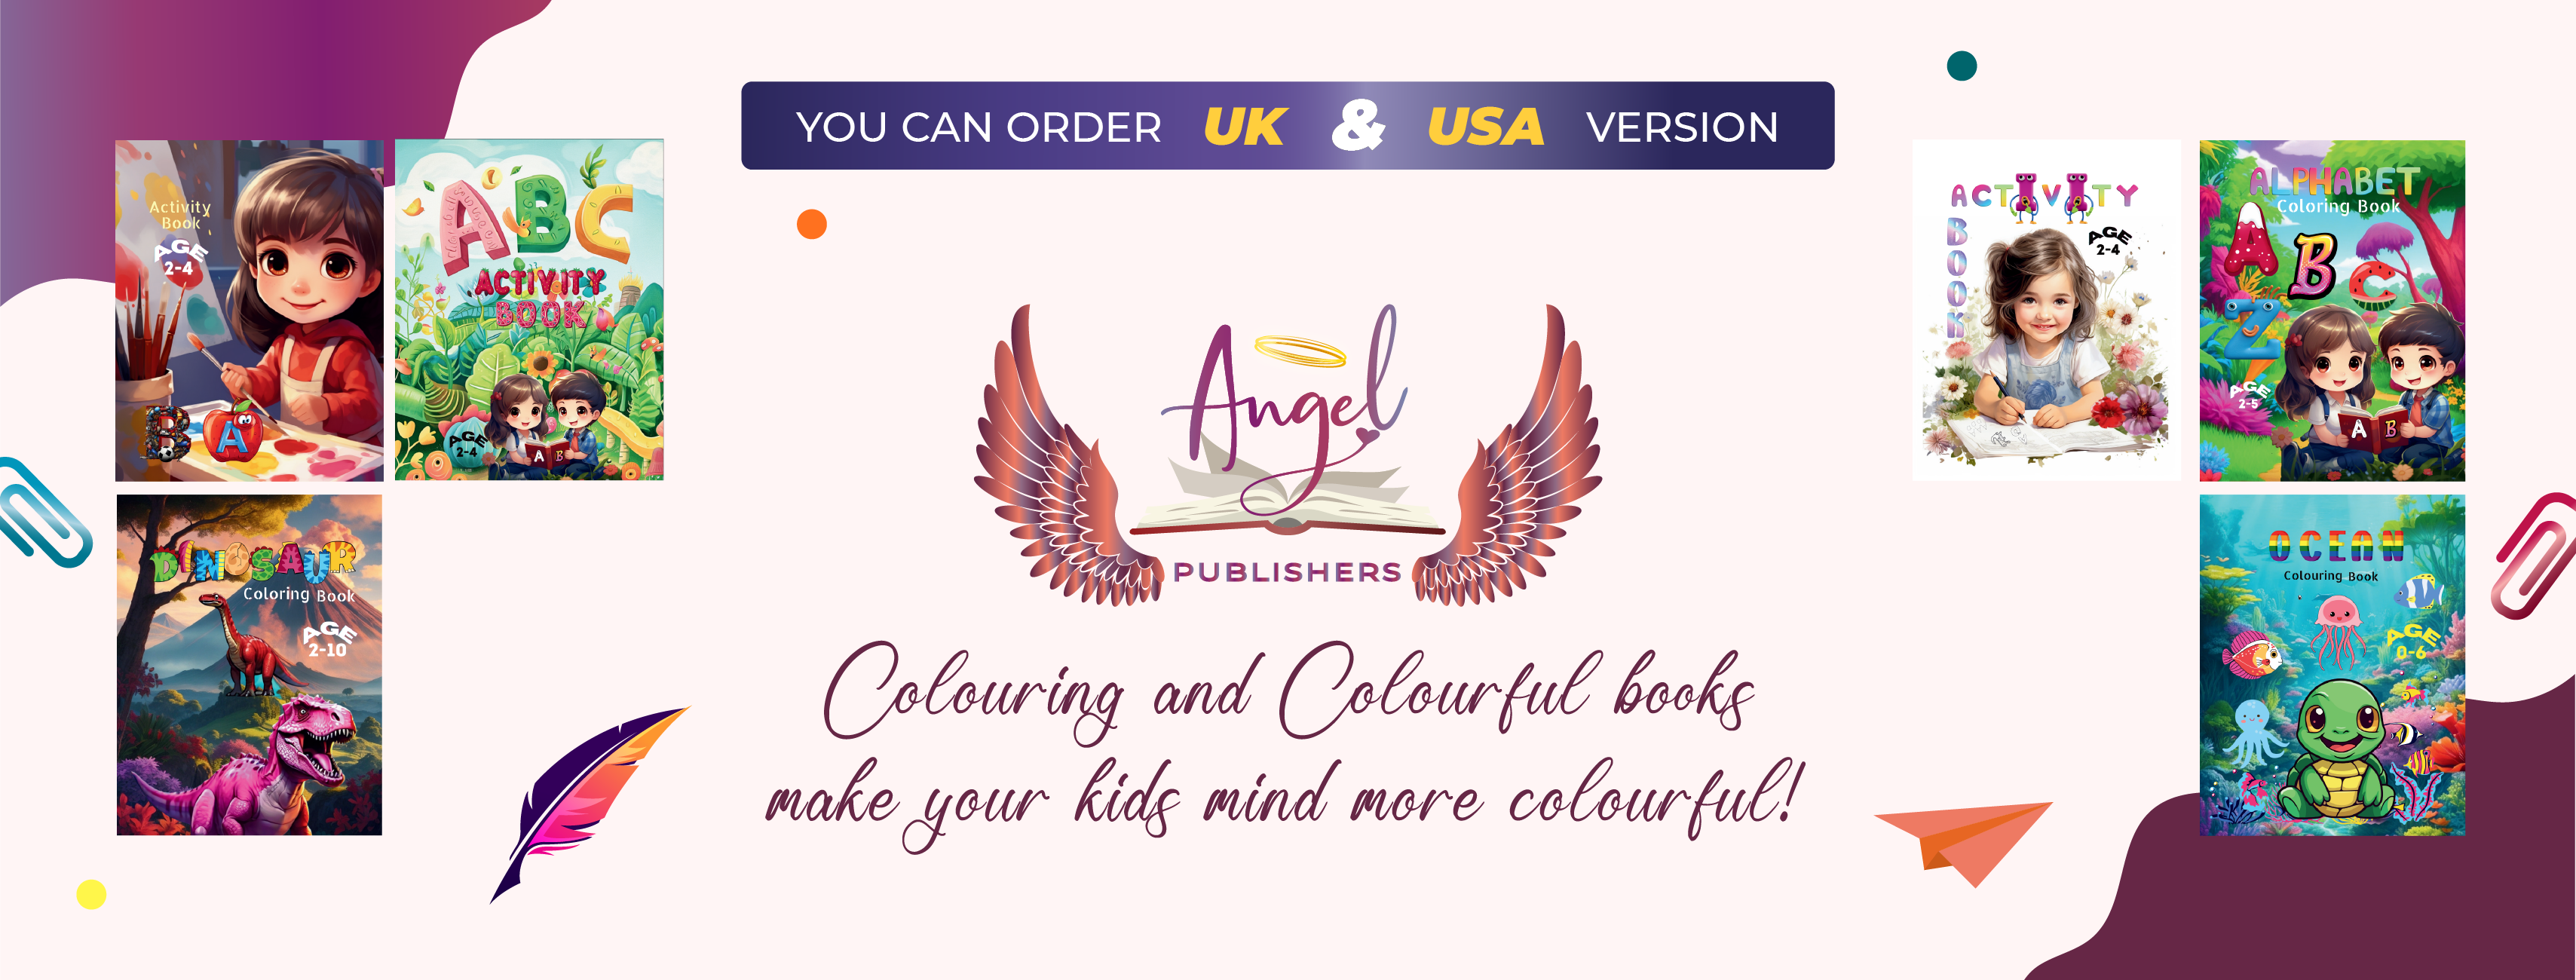 YOU CAN ORDER UK & USA VERSION
Activity
Book
AGE
2-4
B A
ABC
ACTIVITY
BOOK
AGE
2-4
A B
DINOSAUR
Coloring Book
AGE
2-10
Angel
PUBLISHERS
Colouring and Colourful books
make your kids mind more colourful!
ACTIVITY
BOOK
AGE
2-4
ALPHABET
Coloring Book
A B C
Z
AGE
2-5
A B
OCEAN
Colouring Book
AGE
0-6